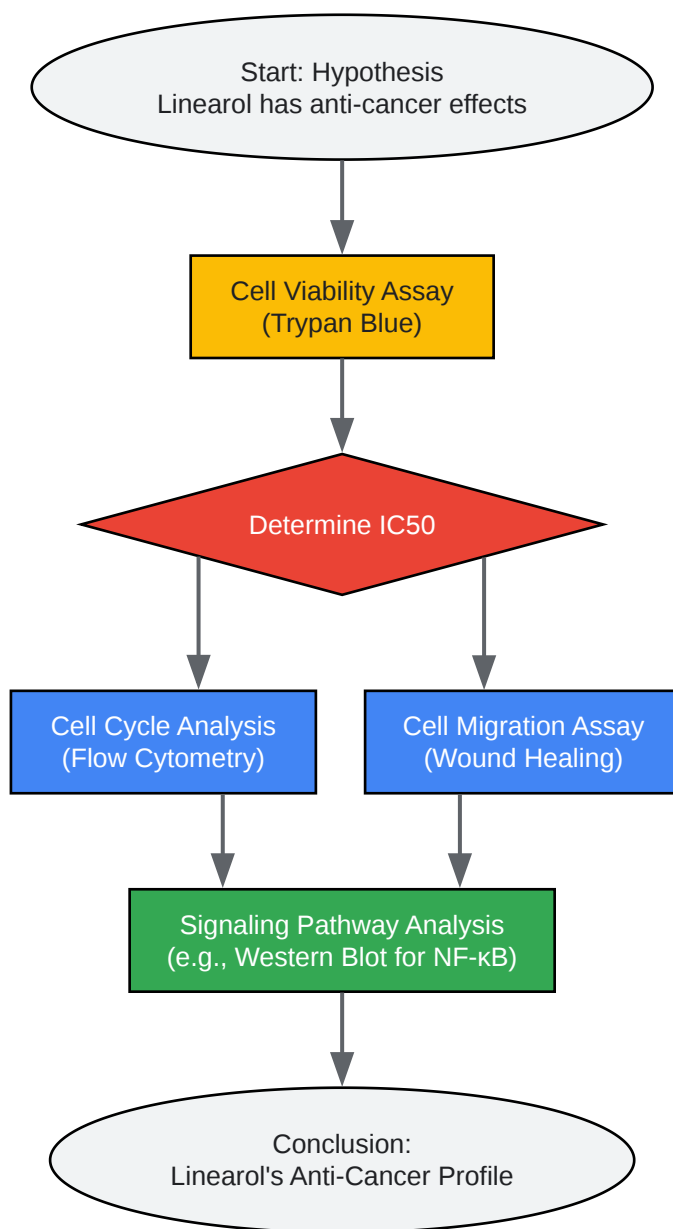 Start: Hypothesis
Linearol has anti-cancer effects
Cell Viability Assay
(Trypan Blue)
Determine IC50
Cell Cycle Analysis
(Flow Cytometry)
Cell Migration Assay
(Wound Healing)
Signaling Pathway Analysis
(e.g., Western Blot for NF-κB)
Conclusion:
Linearol's Anti-Cancer Profile